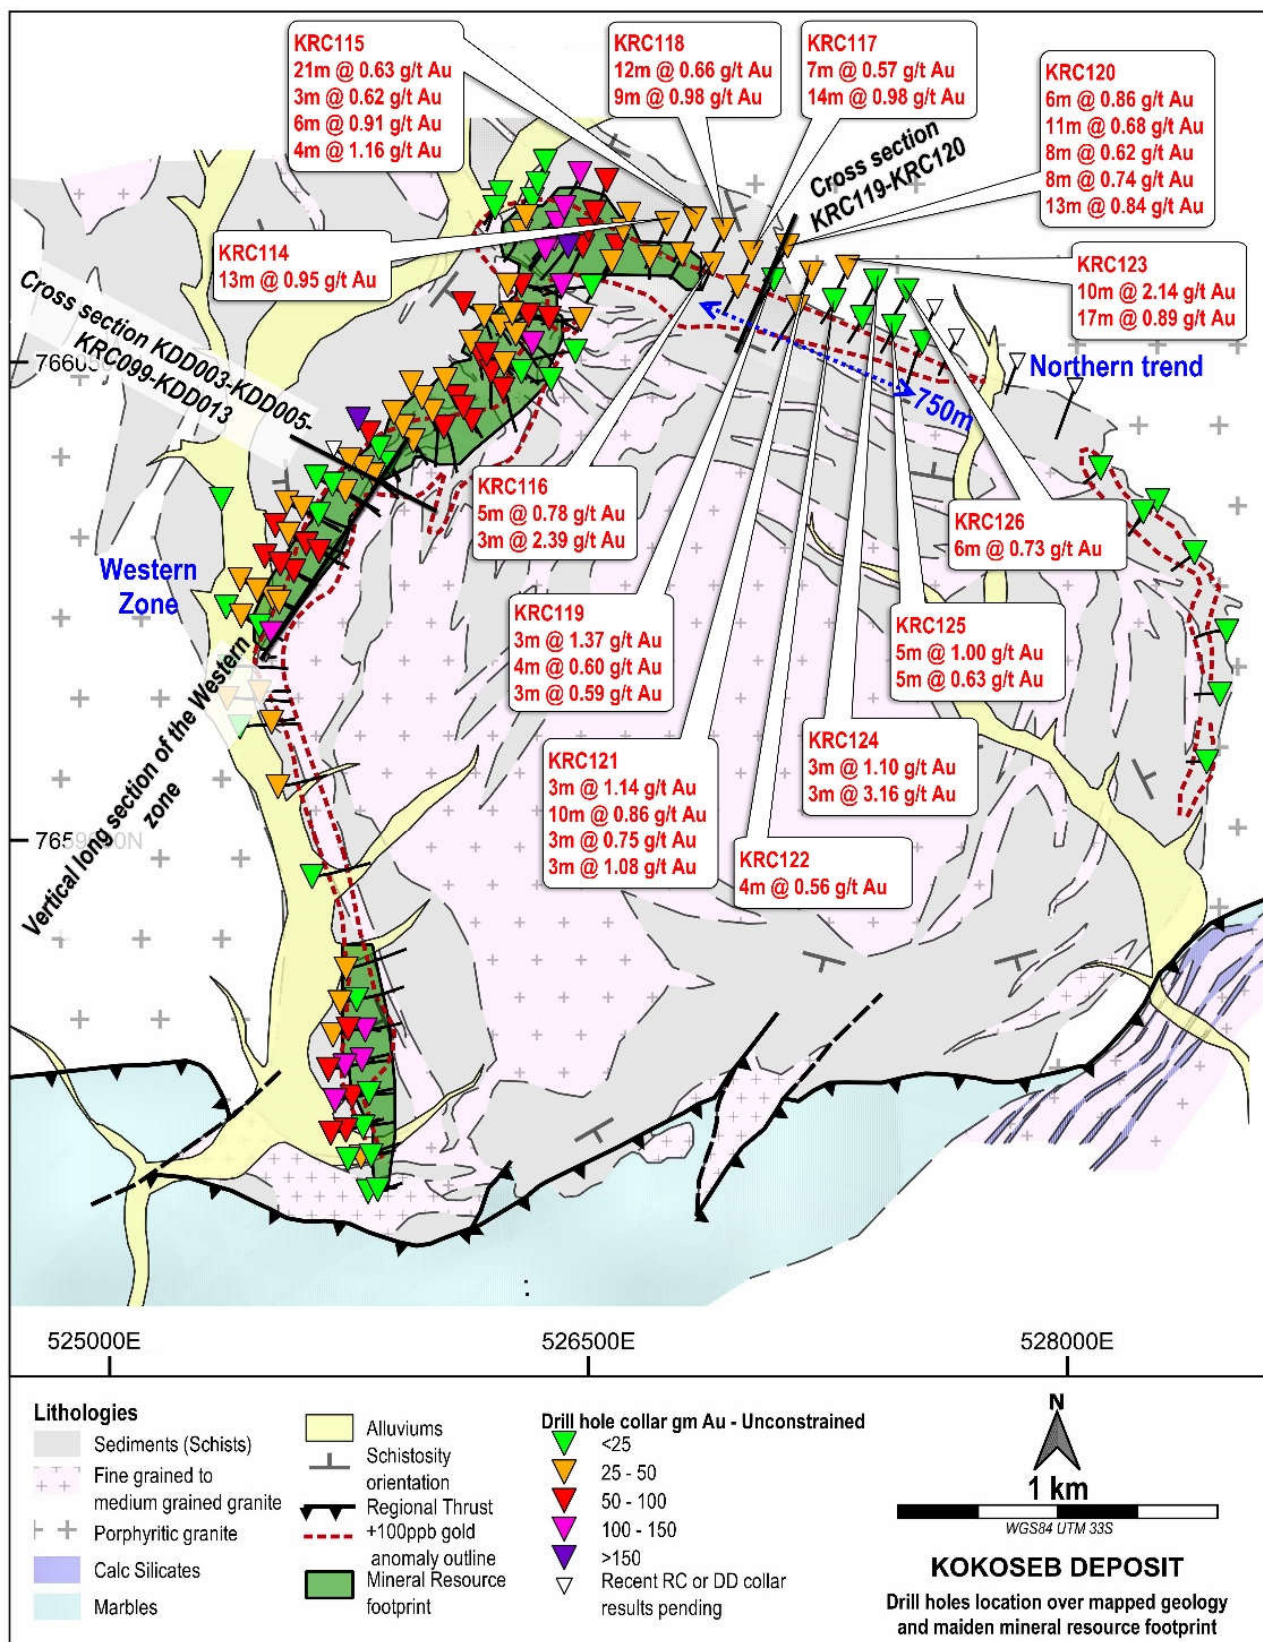 KRC115
21m @ 0.63 g/t Au
3m @ 0.62 g/t Au
6m @ 0.91 g/t Au
4m @ 1.16 g/t Au
KRC118
12m @ 0.66 g/t Au
9m @ 0.98 g/t Au
KRC117
7m @ 0.57 g/t Au
14m @ 0.98 g/t Au
KRC120
6m @ 0.86 g/t Au
11m @ 0.68 g/t Au
8m @ 0.62 g/t Au
8m @ 0.74 g/t Au
13m @ 0.84 g/t Au
Cross section
KRC119-KRC120
KRC114
13m @ 0.95 g/t Au
KRC123
10m @ 2.14 g/t Au
17m @ 0.89 g/t Au
Cross section KDD003-KDD005-
KRC099-KDD013
Northern trend
750m
KRC116
5m @ 0.78 g/t Au
3m @ 2.39 g/t Au
KRC126
6m @ 0.73 g/t Au
Western
Zone
KRC119
3m @ 1.37 g/t Au
4m @ 0.60 g/t Au
3m @ 0.59 g/t Au
KRC125
5m @ 1.00 g/t Au
5m @ 0.63 g/t Au
KRC121
3m @ 1.14 g/t Au
10m @ 0.86 g/t Au
3m @ 0.75 g/t Au
3m @ 1.08 g/t Au
KRC124
3m @ 1.10 g/t Au
3m @ 3.16 g/t Au
KRC122
4m @ 0.56 g/t Au
Vertical long section of the Western
zone
525000E
526500E
528000E
Lithologies
Sediments (Schists)
Fine grained to
medium grained granite
Porphyritic granite
Calc Silicates
Marbles
Alluviums
Schistosity
orientation
Regional Thrust
+100ppb gold
anomaly outline
Mineral Resource
footprint
Drill hole collar gm Au - Unconstrained
<25
25 - 50
50 - 100
100 - 150
>150
Recent RC or DD collar
results pending
N
1 km
WGS84 UTM 33S
KOKOSEB DEPOSIT
Drill holes location over mapped geology
and maiden mineral resource footprint